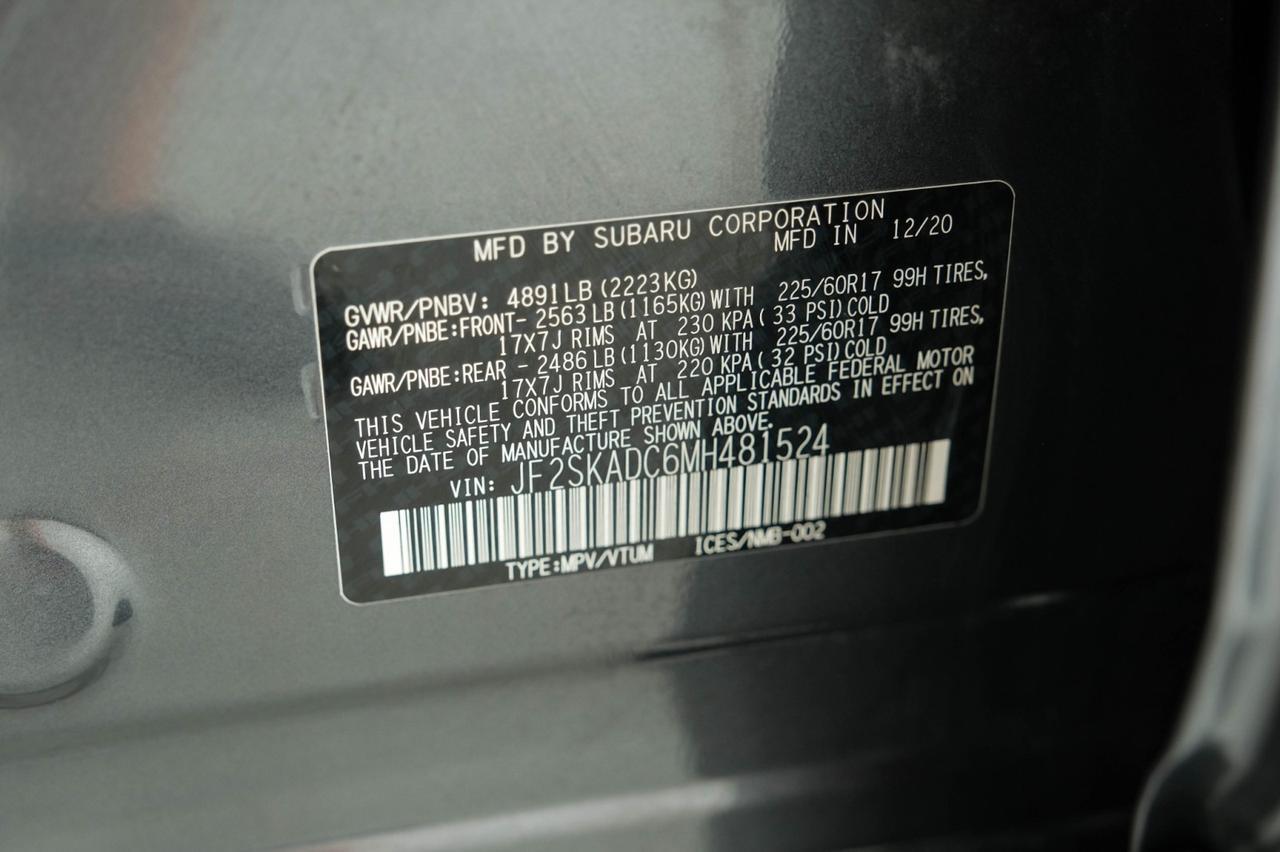 MFD BY SUBARU CORPORATION
MFD IN 12/20
GVWR/PNBV: 4891LB(2223KG)
GAWR/PNBE:FRONT- 2563LB(1165KG)WITH 225/60R17 99H TIRES,
17X7J RIMS AT 230 KPA( 33 PSI)COLD
GAWR/PNBE:REAR - 2486LB(1130KG)WITH 225/60R17 99H TIRES,
17X7J RIMS AT 220 KPA( 32 PSI)COLD
THIS VEHICLE CONFORMS TO ALL APPLICABLE FEDERAL MOTOR
VEHICLE SAFETY AND THEFT PREVENTION STANDARDS IN EFFECT ON
THE DATE OF MANUFACTURE SHOWN ABOVE.
VIN: JF2SKADC6MH481524
TYPE:MPV/VTUM ICES/NMB-002